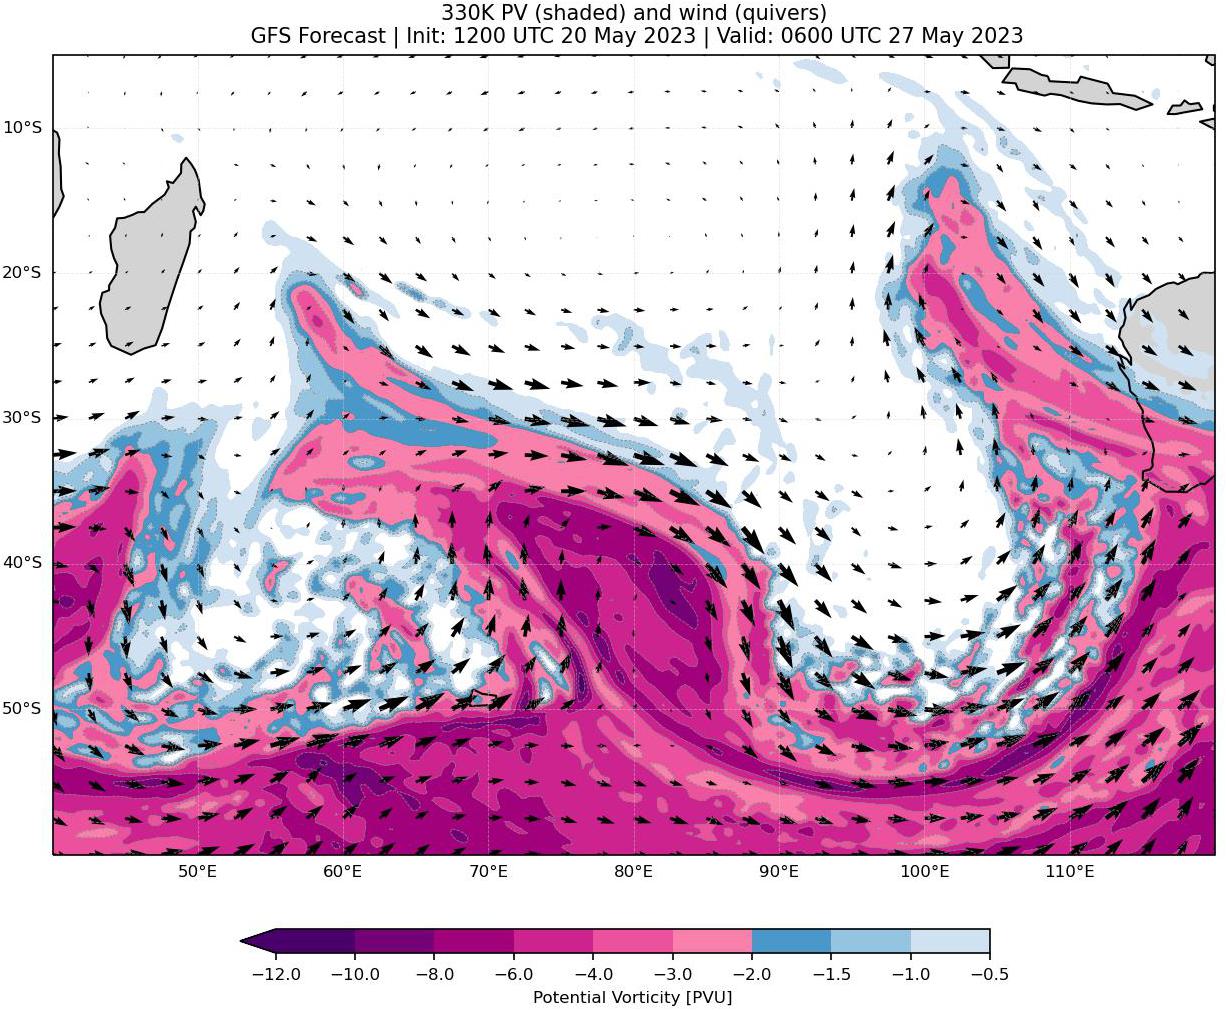 330K PV (shaded) and wind (quivers)
GFS Forecast | Init: 1200 UTC 20 May 2023 | Valid: 0600 UTC 27 May 2023
10°S
20°S
30°S
40°S
50°S
50°E 60°E 70°E 80°E 90°E 100°E 110°E
−12.0 −10.0 −8.0 −6.0 −4.0 −3.0 −2.0 −1.5 −1.0 −0.5
Potential Vorticity [PVU]